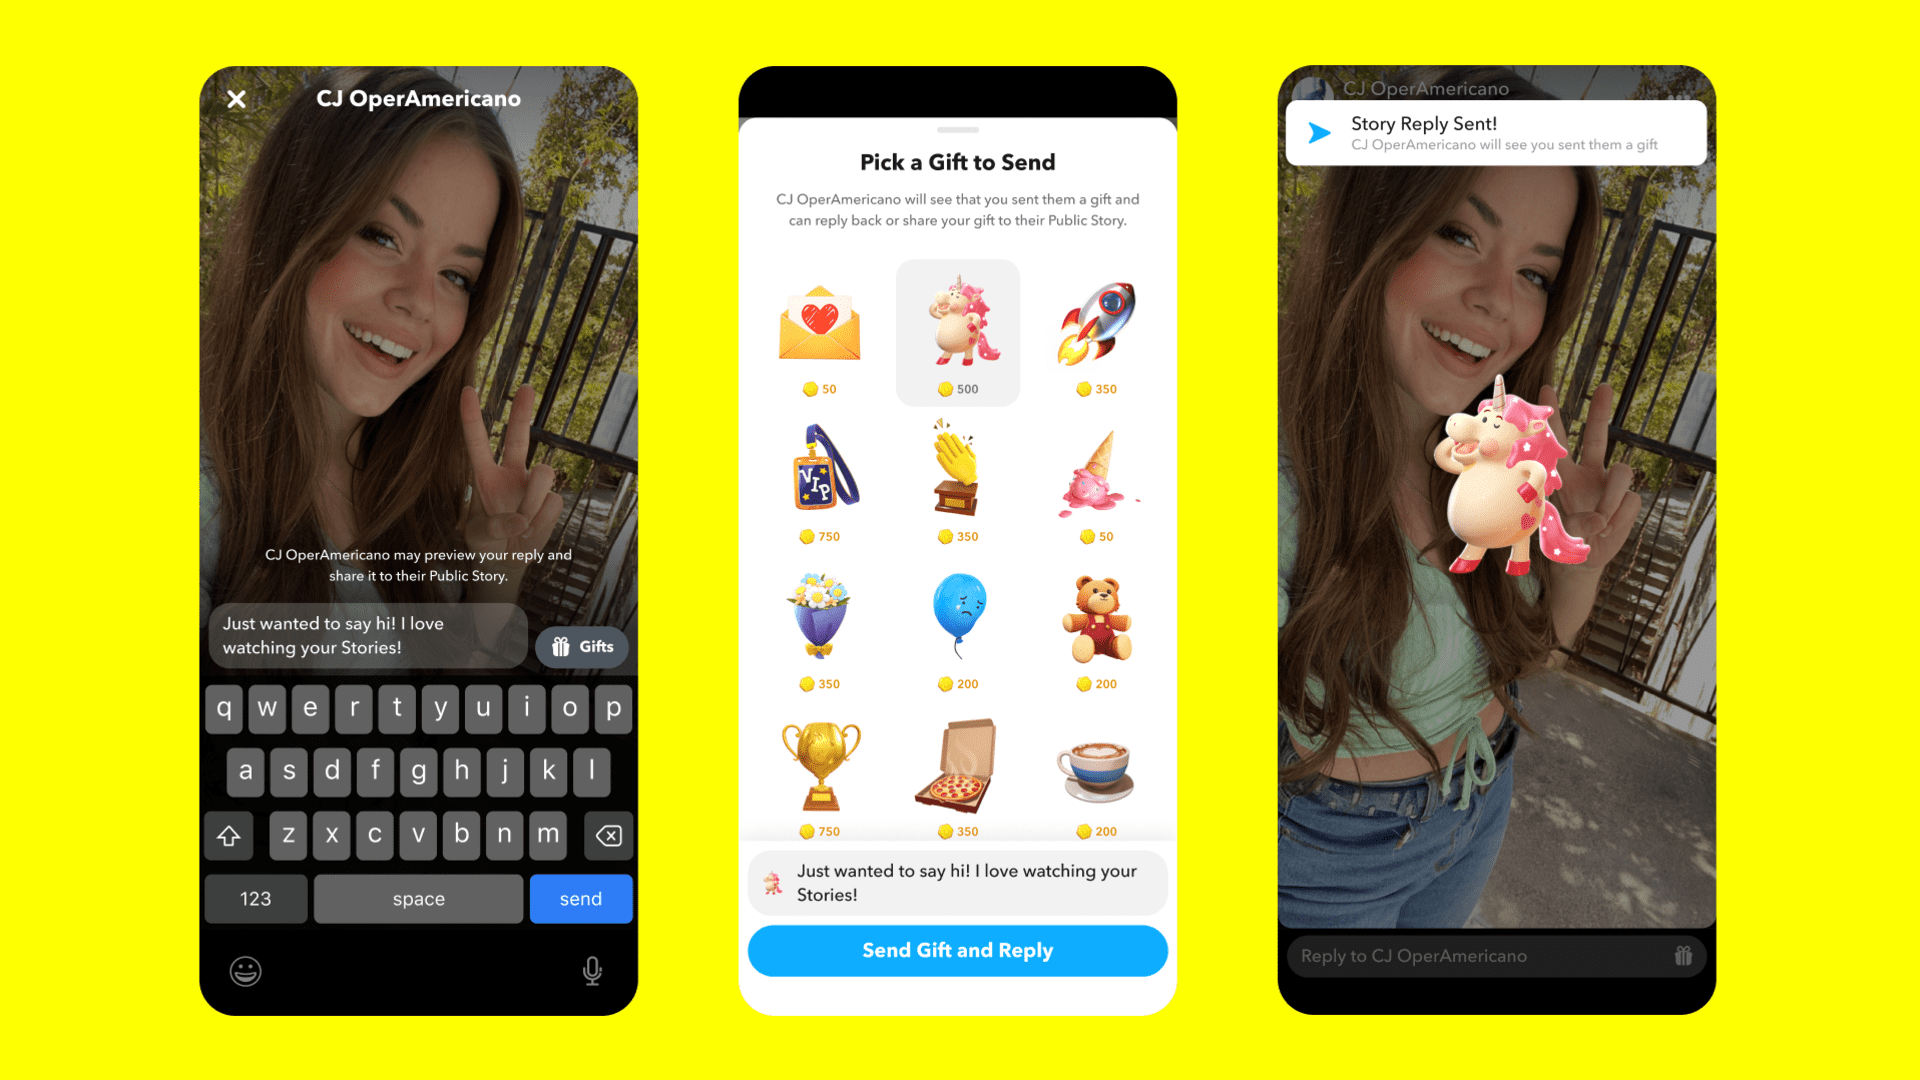 CJ OperAmericano
CJ OperAmericano may preview your reply and
share it to their Public Story.
Just wanted to say hi! I love
watching your Stories!
Gifts
q w e r t y u i o p
a s d f g h j k l
z x c v b n m
123 space send
Pick a Gift to Send
CJ OperAmericano will see that you sent them a gift and
can reply back or share your gift to their Public Story.
50 500 350
VIP
750 350 50
350 200 200
750 350 200
Just wanted to say hi! I love watching your
Stories!
Send Gift and Reply
CJ OperAmericano
Story Reply Sent!
CJ OperAmericano will see you sent them a gift
Reply to CJ OperAmericano